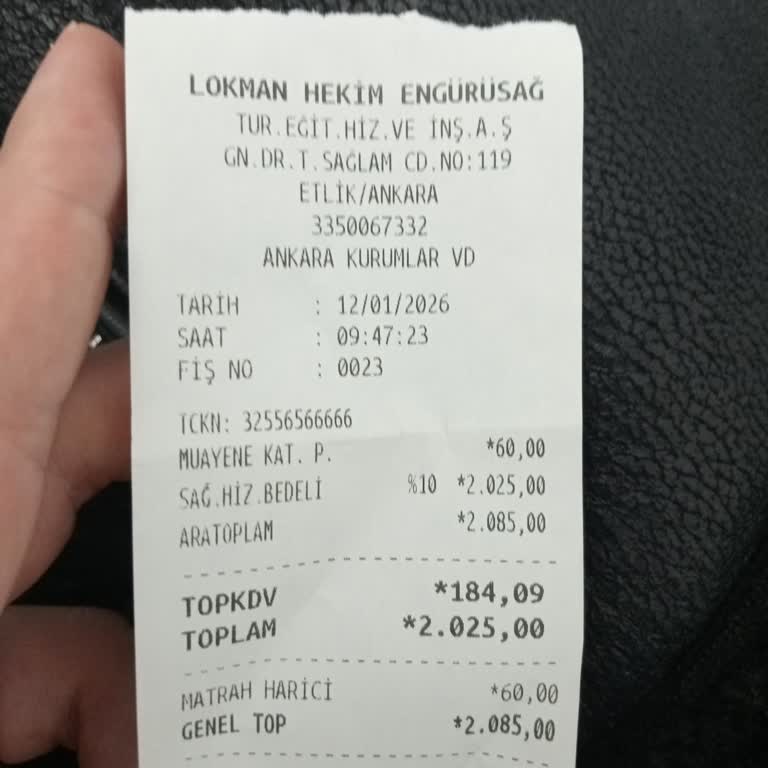 LOKMAN HEKİM ENGÜRÜSAĞ
TUR.EĞİT.HİZ.VE İNŞ.A.Ş
GN.DR.T.SAĞLAM CD.NO:119
ETLİK/ANKARA
3350067332
ANKARA KURUMLAR VD
TARİH : 12/01/2026
SAAT : 09:47:23
FİŞ NO : 0023
TCKN: 32556566666
MUAYENE KAT. P. *60,00
SAĞ.HİZ.BEDELİ %10 *2.025,00
ARATOPLAM *2.085,00
TOPKDV *184,09
TOPLAM *2.025,00
MATRAH HARİCİ *60,00
GENEL TOP *2.085,00